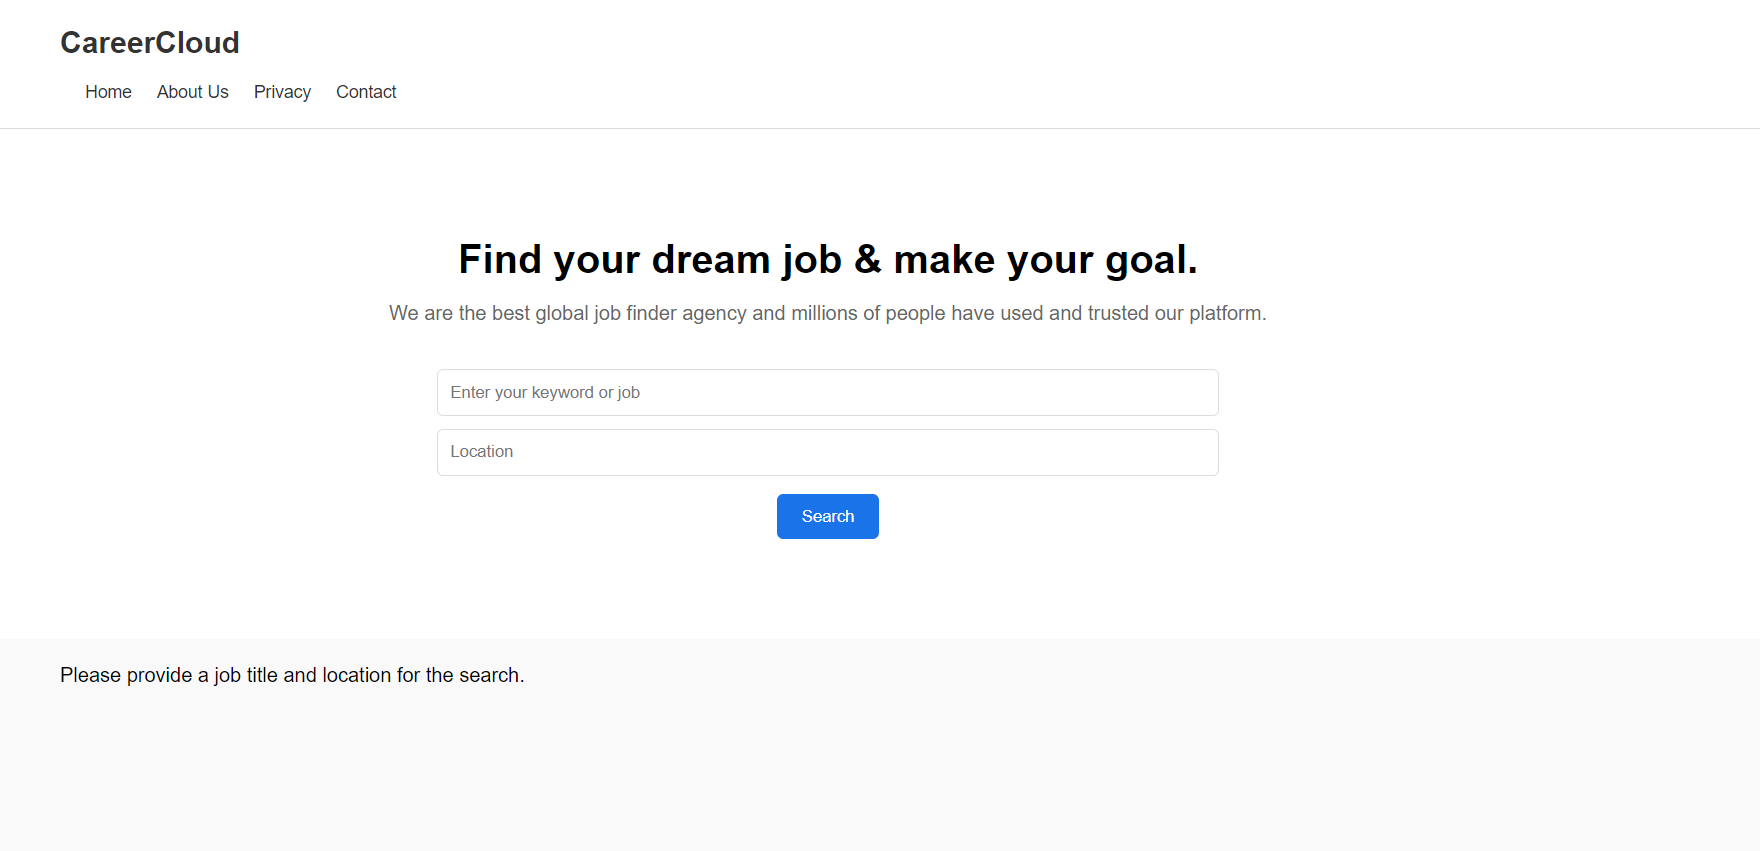 CareerCloud
Home About Us Privacy Contact
Find your dream job & make your goal.
We are the best global job finder agency and millions of people have used and trusted our platform.
Enter your keyword or job
Location
Search
Please provide a job title and location for the search.